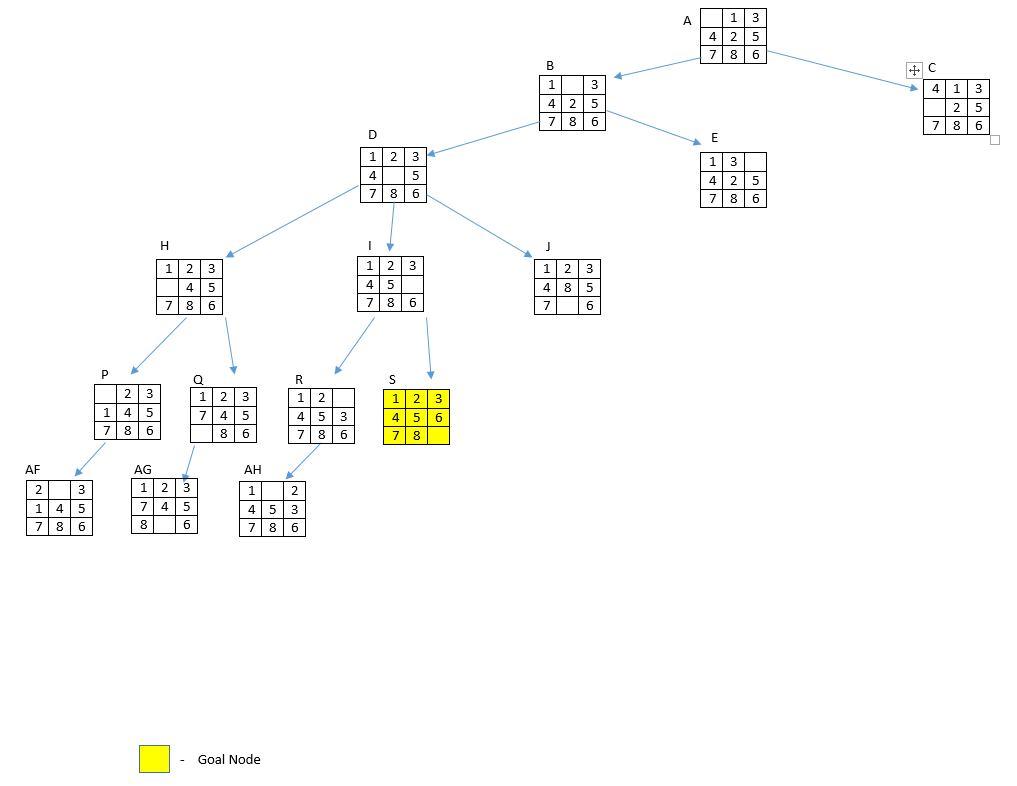 A
1 3
4 2 5
7 8 6
B
1 3
4 2 5
7 8 6
C
4 1 3
2 5
7 8 6
D
1 2 3
4 5
7 8 6
E
1 3
4 2 5
7 8 6
H
1 2 3
4 5
7 8 6
I
1 2 3
4 5
7 8 6
J
1 2 3
4 8 5
7 6
P
2 3
1 4 5
7 8 6
Q
1 2 3
7 4 5
8 6
R
1 2
4 5 3
7 8 6
S
1 2 3
4 5 6
7 8
AF
2 3
1 4 5
7 8 6
AG
1 2 3
7 4 5
8 6
AH
1 2
4 5 3
7 8 6
- Goal Node